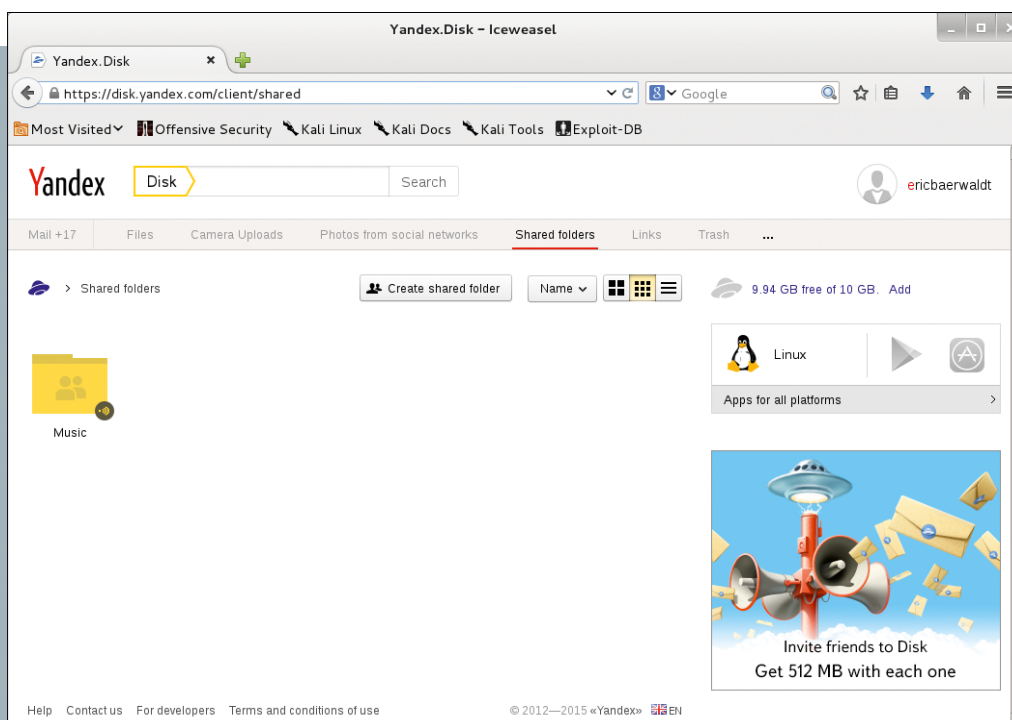 Yandex.Disk – Iceweasel
Yandex.Disk
https://disk.yandex.com/client/shared
Google
Most Visited
Offensive Security
Kali Linux
Kali Docs
Kali Tools
Exploit-DB
Yandex
Disk
Search
ericbaerwaldt
Mail +17
Files
Camera Uploads
Photos from social networks
Shared folders
Links
Trash
...
> Shared folders
Create shared folder
Name
9.94 GB free of 10 GB. Add
Linux
Apps for all platforms
Music
Invite friends to Disk
Get 512 MB with each one
Help
Contact us
For developers
Terms and conditions of use
© 2012—2015 «Yandex»
EN